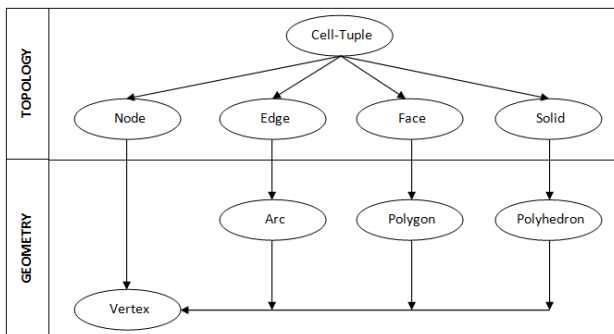 TOPOLOGY
Cell-Tuple
Node Edge Face Solid
GEOMETRY
Arc Polygon Polyhedron
Vertex